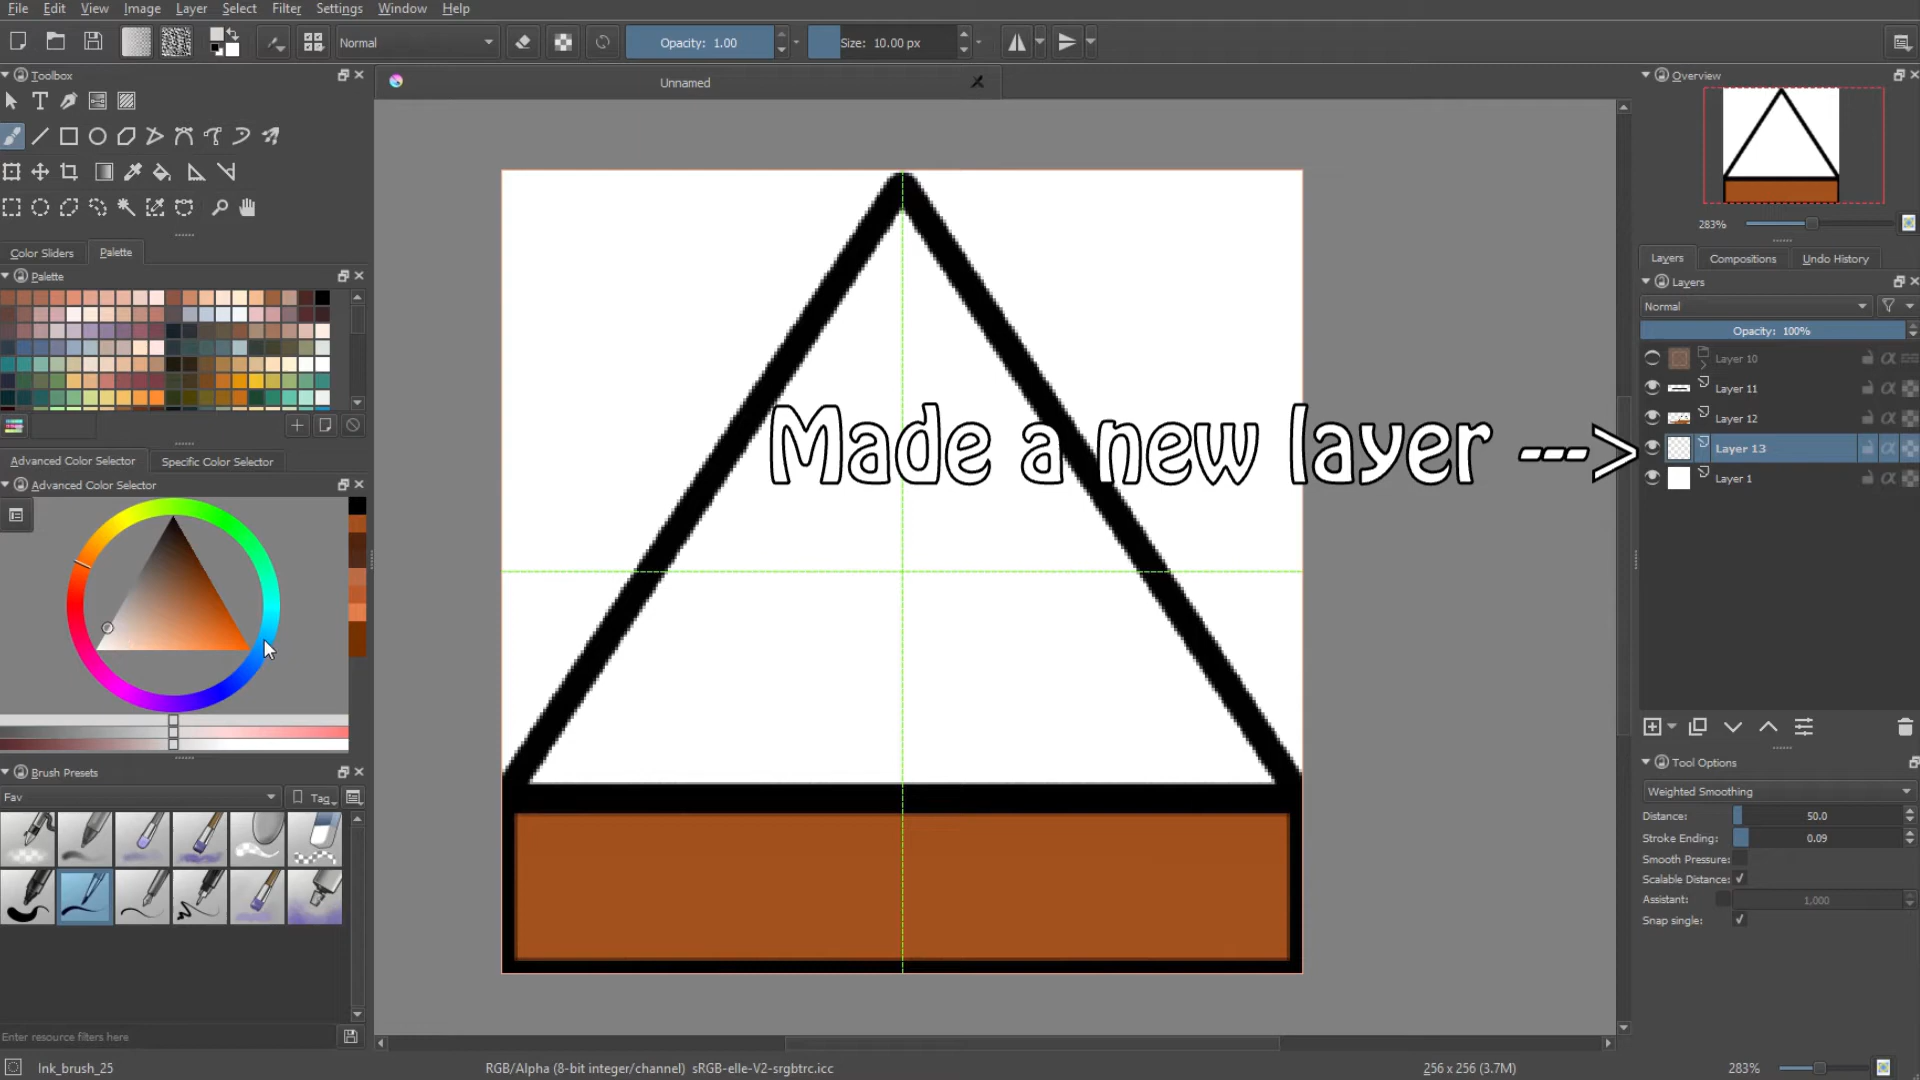 File Edit View Image Layer Select Filter Settings Window Help
Normal Opacity: 1.00 Size: 10.00 px
Toolbox
Unnamed
Overview
283%
Color Sliders Palette
Palette
Layers Compositions Undo History
Layers
Normal
Opacity: 100%
Layer 10
Layer 11
Layer 12
Layer 13
Layer 1
Made a new layer --->
Advanced Color Selector Specific Color Selector
Advanced Color Selector
Brush Presets
Fav Tag
Tool Options
Weighted Smoothing
Distance: 50.0
Stroke Ending: 0.09
Smooth Pressure:
Scalable Distance:
Assistant: 1,000
Snap single:
Enter resource filters here
Ink_brush_25 RGB/Alpha (8-bit integer/channel) sRGB-elle-V2-srgbtrc.icc 256 x 256 (3.7M) 283%